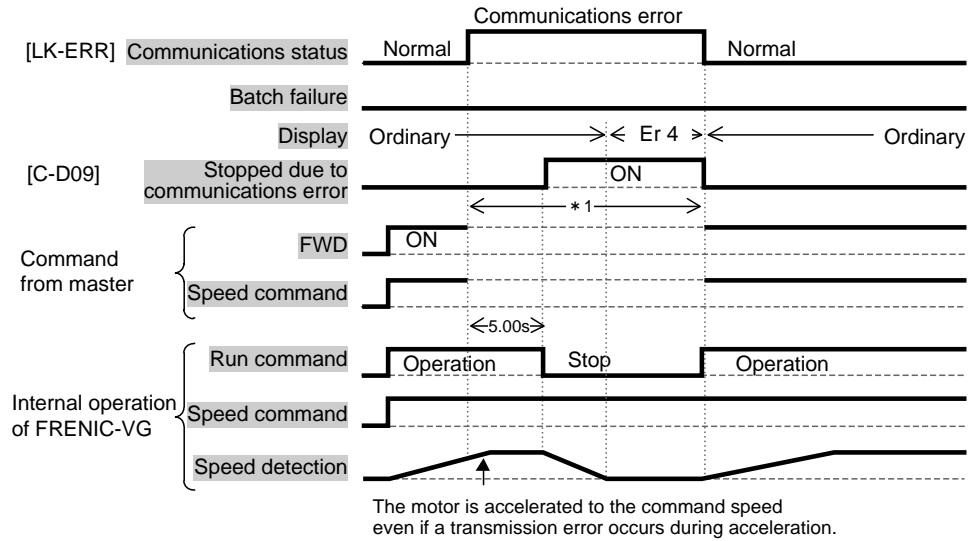 Communications error
[LK-ERR] Communications status Normal Normal
Batch failure
Display Ordinary Er 4 Ordinary
[C-D09] Stopped due to communications error ON
*1
Command from master
FWD ON
Speed command
5.00s
Internal operation of FRENIC-VG
Run command Operation Stop Operation
Speed command
Speed detection
The motor is accelerated to the command speed
even if a transmission error occurs during acceleration.